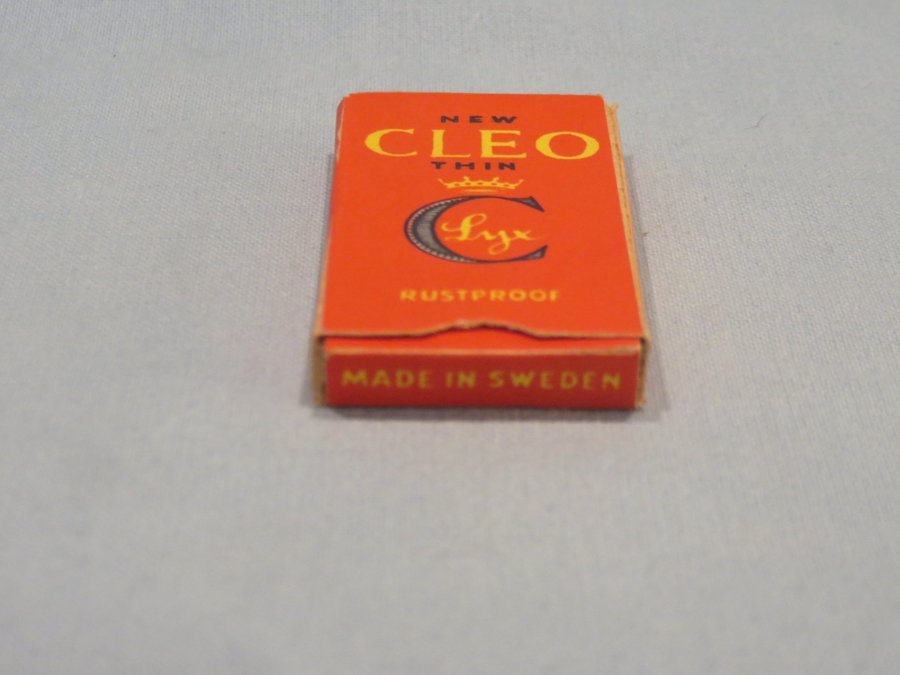 NEW
CLEO
THIN
C
Lyx
RUSTPROOF
MADE IN SWEDEN